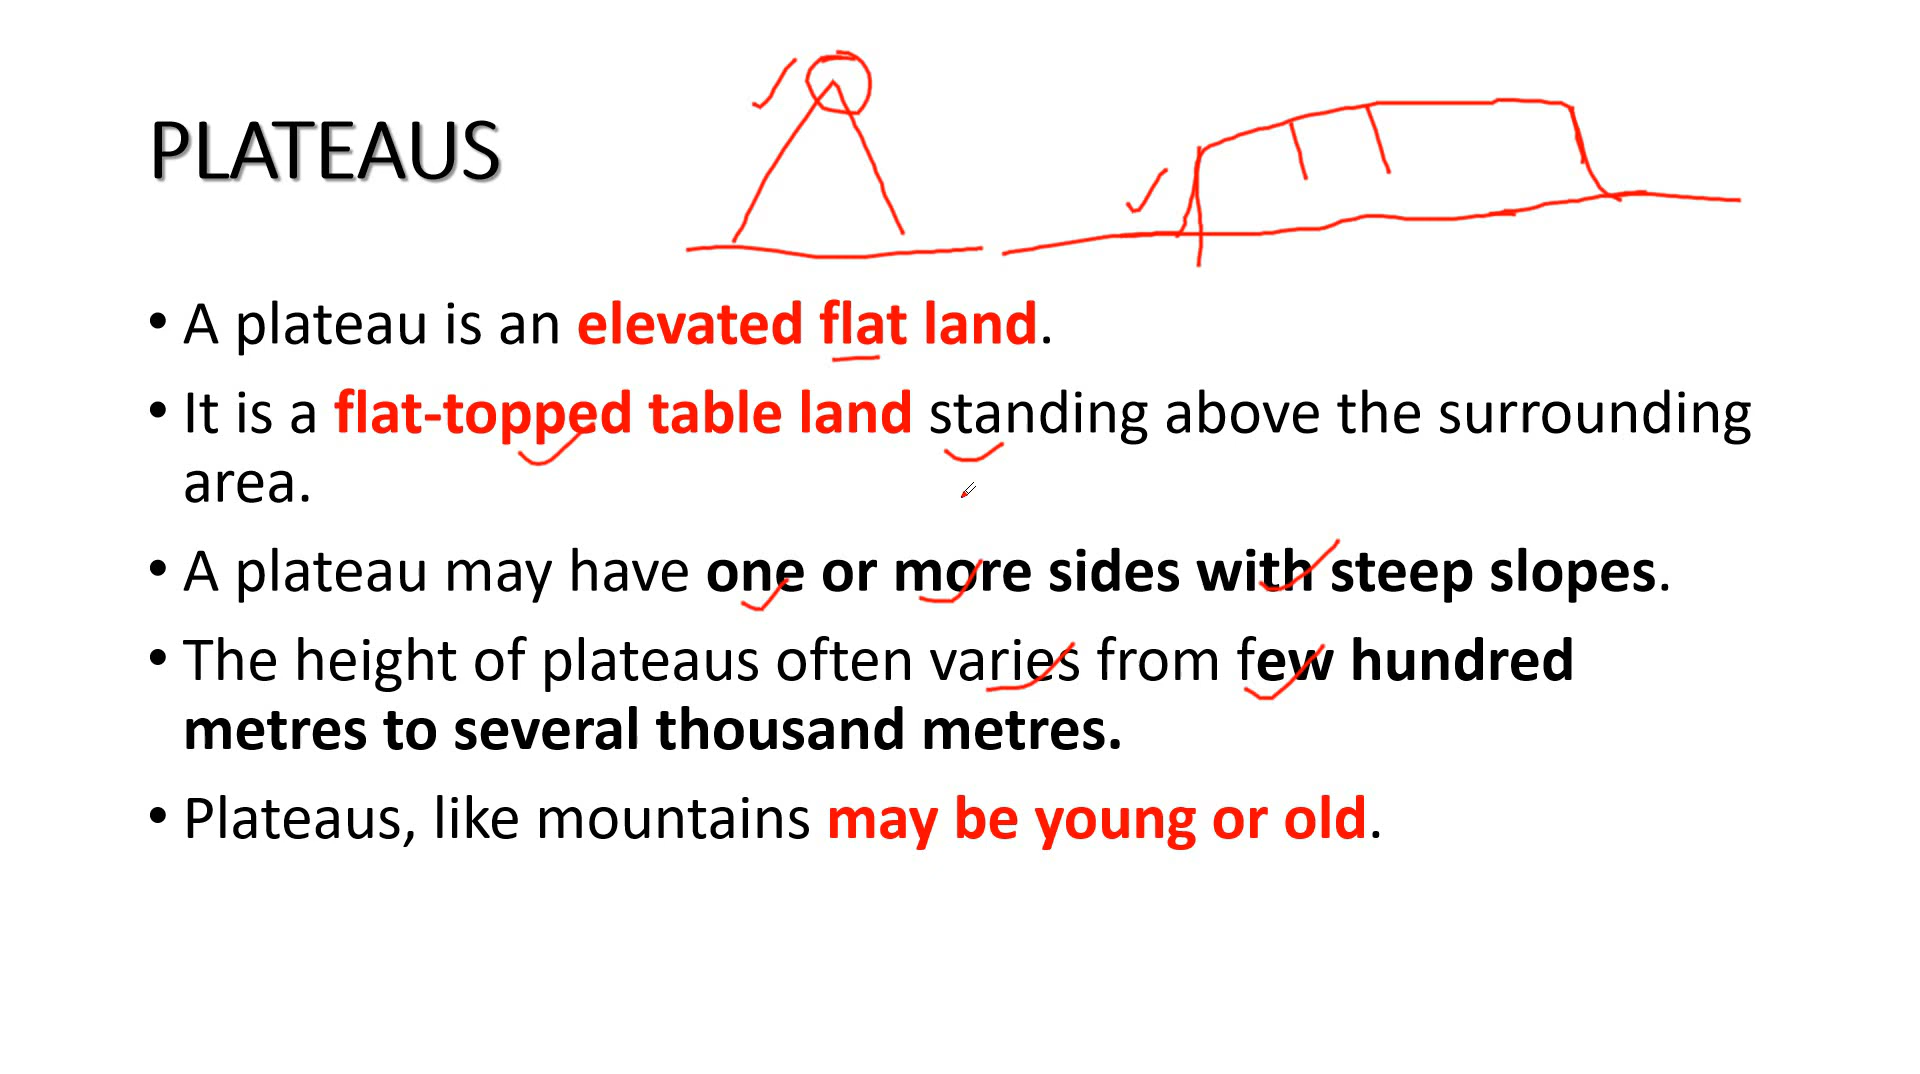 PLATEAUS
• A plateau is an elevated flat land.
• It is a flat-topped table land standing above the surrounding
area.
• A plateau may have one or more sides with steep slopes.
• The height of plateaus often varies from few hundred
metres to several thousand metres.
• Plateaus, like mountains may be young or old.